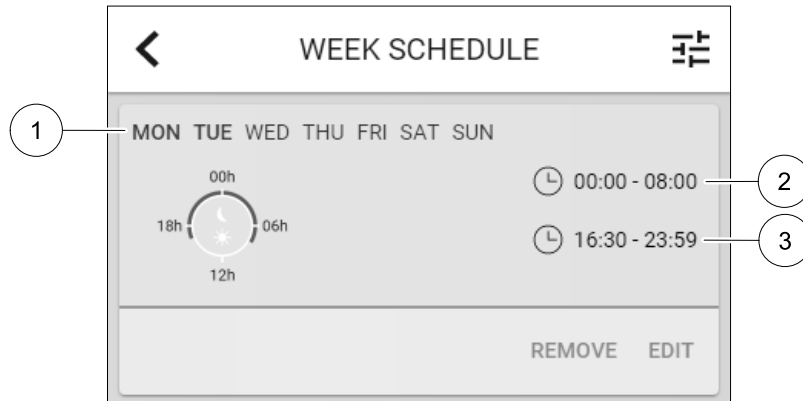 WEEK SCHEDULE
1
MON TUE WED THU FRI SAT SUN
00h
00:00 - 08:00
2
18h
06h
16:30 - 23:59
3
12h
REMOVE EDIT